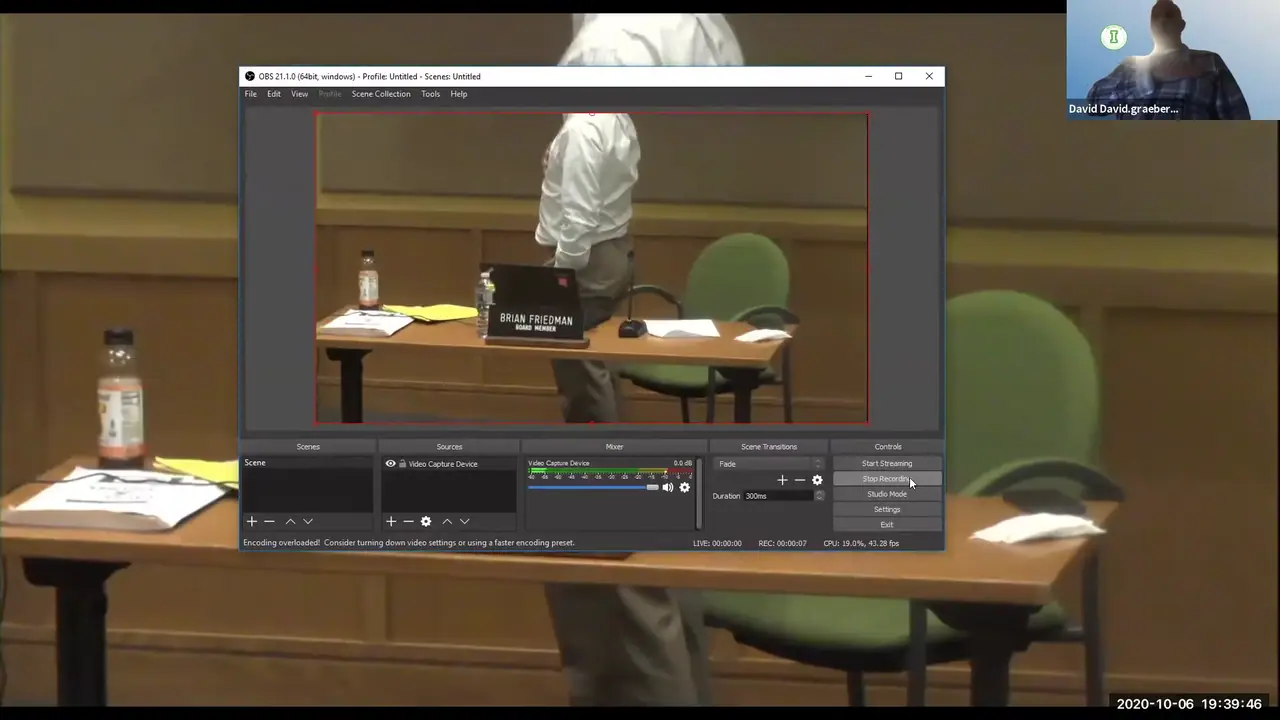 OBS 21.1.0 (64bit, windows) - Profile: Untitled - Scenes: Untitled
File Edit View Profile Scene Collection Tools Help
David David.graeber...
BRIAN FRIEDMAN
BOARD MEMBER
Scenes Sources Mixer Scene Transitions Controls
Scene
Video Capture Device
Video Capture Device 0.0 dB
Fade
Duration 300ms
Start Streaming
Stop Recording
Studio Mode
Settings
Exit
Encoding overloaded! Consider turning down video settings or using a faster encoding preset.
LIVE: 00:00:00 REC: 00:00:07 CPU: 19.0%, 43.28 fps
2020-10-06 19:39:46